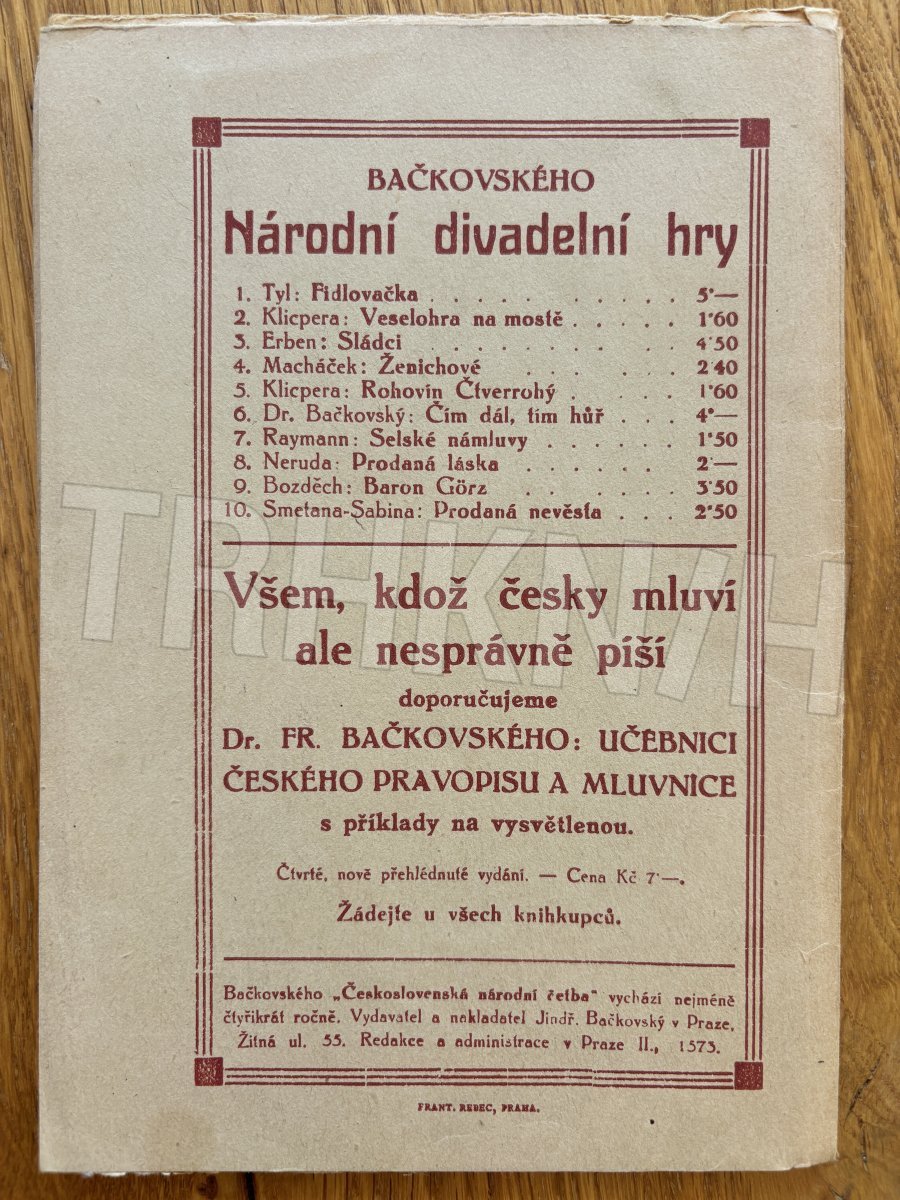 BAČKOVSKÉHO
Národní divadelní hry
1. Tyl: Fidlovačka . . . . . . . . . . . 5·—
2. Klicpera: Veselohra na mostě . . . . . 1·60
3. Erben: Sládci . . . . . . . . . 4·50
4. Macháček: Ženichové . . . . . 2·40
5. Klicpera: Rohovín Čtverrohý . . . . . 1·60
6. Dr. Bačkovský: Čím dál, tím hůř . . . 4·—
7. Raymann: Selské námluvy . . . . . . 1·50
8. Neruda: Prodaná láska . . . . . . 2·—
9. Bozděch: Baron Görz . . . . . . 3·50
10. Smetana-Sabina: Prodaná nevěsta . . . 2·50
Všem, kdož česky mluví
ale nesprávně píší
doporučujeme
Dr. FR. BAČKOVSKÉHO: UČEBNICI
ČESKÉHO PRAVOPISU A MLUVNICE
s příklady na vysvětlenou.
Čtvrté, nově přehlédnuté vydání. — Cena Kč 7·—.
Žádejte u všech knihkupců.
Bačkovského „Československá národní četba" vychází nejméně
čtyřikrát ročně. Vydavatel a nakladatel Jindř. Bačkovský v Praze,
Žitná ul. 55. Redakce a administrace v Praze II., 1573.
FRANT. REBEC, PRAHA.
TRHKNIH